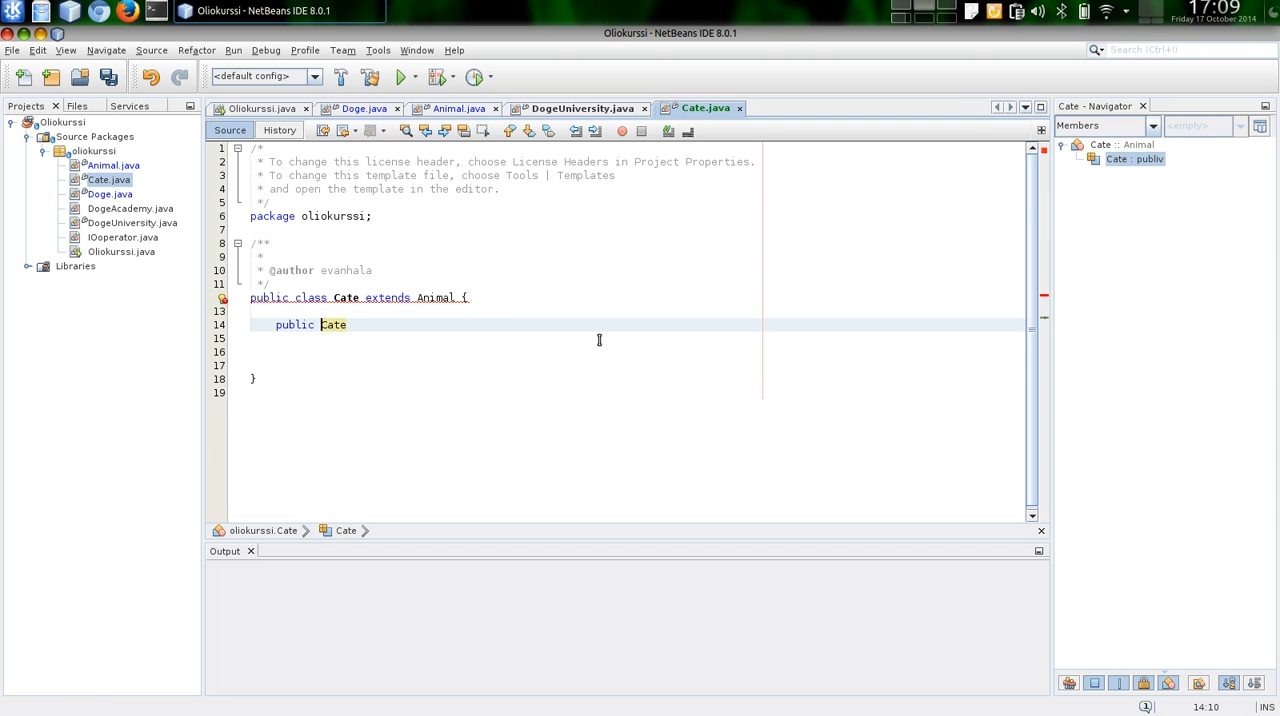 17:09
Friday 17 October 2014
Oliokurssi - NetBeans IDE 8.0.1
Oliokurssi - NetBeans IDE 8.0.1
File Edit View Navigate Source Refactor Run Debug Profile Team Tools Window Help
Search (Ctrl+I)
<default config>
Projects Files Services
Oliokurssi.java Doge.java Animal.java DogeUniversity.java Cate.java
Cate - Navigator
Source History
Members <empty>
Oliokurssi
Source Packages
oliokurssi
Animal.java
Cate.java
Doge.java
DogeAcademy.java
DogeUniversity.java
IOoperator.java
Oliokurssi.java
Libraries
1 /*
2 * To change this license header, choose License Headers in Project Properties.
3 * To change this template file, choose Tools | Templates
4 * and open the template in the editor.
5 */
6 package oliokurssi;
7
8 /**
9 *
10 * @author evanhala
11 */
public class Cate extends Animal {
13
14 public Cate
15
16
17
18 }
19
Cate :: Animal
Cate : publiv
oliokurssi.Cate Cate
Output
1 14:10 INS